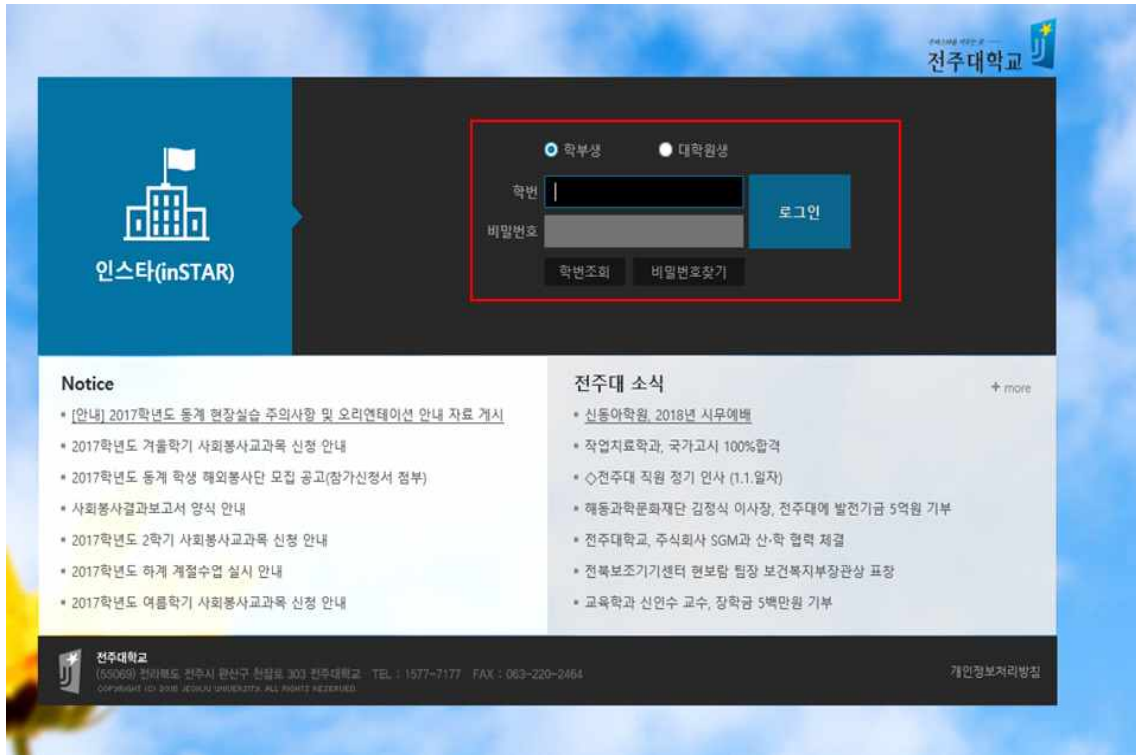 전주대학교
학부생 대학원생
학번
로그인
비밀번호
학번조회 비밀번호찾기
인스타(inSTAR)
Notice
[안내] 2017학년도 동계 현장실습 주의사항 및 오리엔테이션 안내 자료 게시
2017학년도 겨울학기 사회봉사교과목 신청 안내
2017학년도 동계 학생 해외봉사단 모집 공고(참가신청서 첨부)
사회봉사결과보고서 양식 안내
2017학년도 2학기 사회봉사교과목 신청 안내
2017학년도 하계 계절수업 실시 안내
2017학년도 여름학기 사회봉사교과목 신청 안내
전주대 소식
+ more
신동아학원, 2018년 시무예배
작업치료학과, 국가고시 100%합격
◇전주대 직원 정기 인사 (1.1.일자)
해동과학문화재단 김정식 이사장, 전주대에 발전기금 5억원 기부
전주대학교, 주식회사 SGM과 산·학 협력 체결
전북보조기기센터 현보람 팀장 보건복지부장관상 표창
교육학과 신인수 교수, 장학금 5백만원 기부
전주대학교
(55069) 전라북도 전주시 완산구 천잠로 303 전주대학교 TEL : 1577-7177 FAX : 063-220-2464
COPYRIGHT (C) 2010 JEONJU UNIVERSITY. ALL RIGHTS RECERUED.
개인정보처리방침